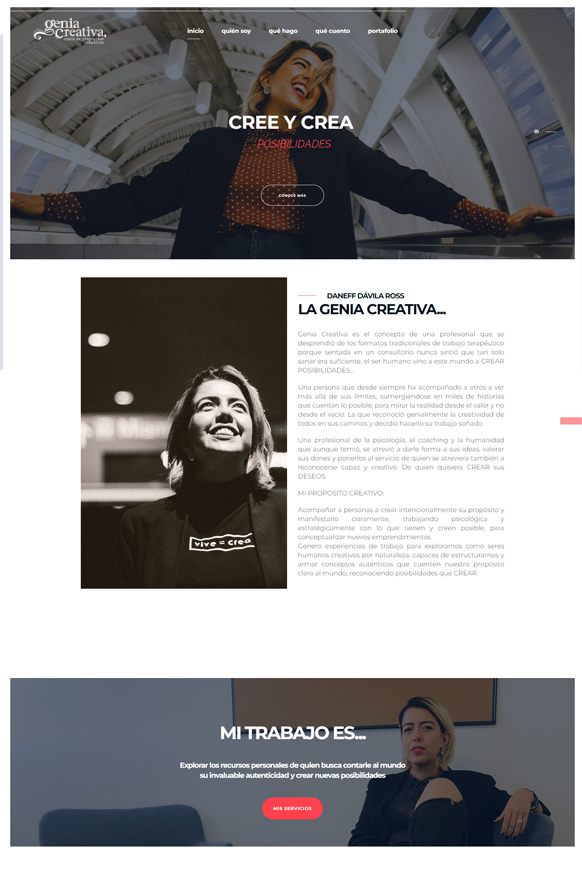 genia
creativa,
inicio quién soy qué hago qué cuento portafolio
CREE Y CREA
01
POSIBILIDADES
CONOCE MÁS
DANEFF DÁVILA ROSS
LA GENIA CREATIVA...
Genia Creativa es el concepto de una profesional que se
desprendió de los formatos tradicionales de trabajo terapéutico
porque sentada en un consultorio nunca sintió que tan solo
sanar era suficiente, el ser humano vino a este mundo a CREAR
POSIBILIDADES...
Una persona que desde siempre ha acompañado a otros a ver
más allá de sus límites, sumergiéndose en miles de historias
que cuentan lo posible, para mirar la realidad desde el valor y no
desde el vacío. La que reconoció genialmente la creatividad de
todos en sus caminos y decidió hacerlo su trabajo soñado.
Una profesional de la psicología, el coaching y la humanidad
que aunque temió, se atrevió a darle forma a sus ideas, valorar
sus dones y ponerlos al servicio de quien se atreviera también a
reconocerse capaz y creativo. De quien quisiera CREAR sus
DESEOS.
MI PROPÓSITO CREATIVO:
Acompañar a personas a crear intencionalmente su propósito y
manifestarlo claramente, trabajando psicológica y
estratégicamente con lo que tienen y creen posible, para
conceptualizar nuevos emprendimientos.
Genero experiencias de trabajo para explorarnos como seres
humanos creativos por naturaleza, capaces de estructurarnos y
armar conceptos auténticos que cuenten nuestro propósito
claro al mundo, reconociendo posibilidades que CREAR.
vive = crea
MI TRABAJO ES...
Explorar los recursos personales de quien busca contarle al mundo
su invaluable autenticidad y crear nuevas posibilidades
MIS SERVICIOS